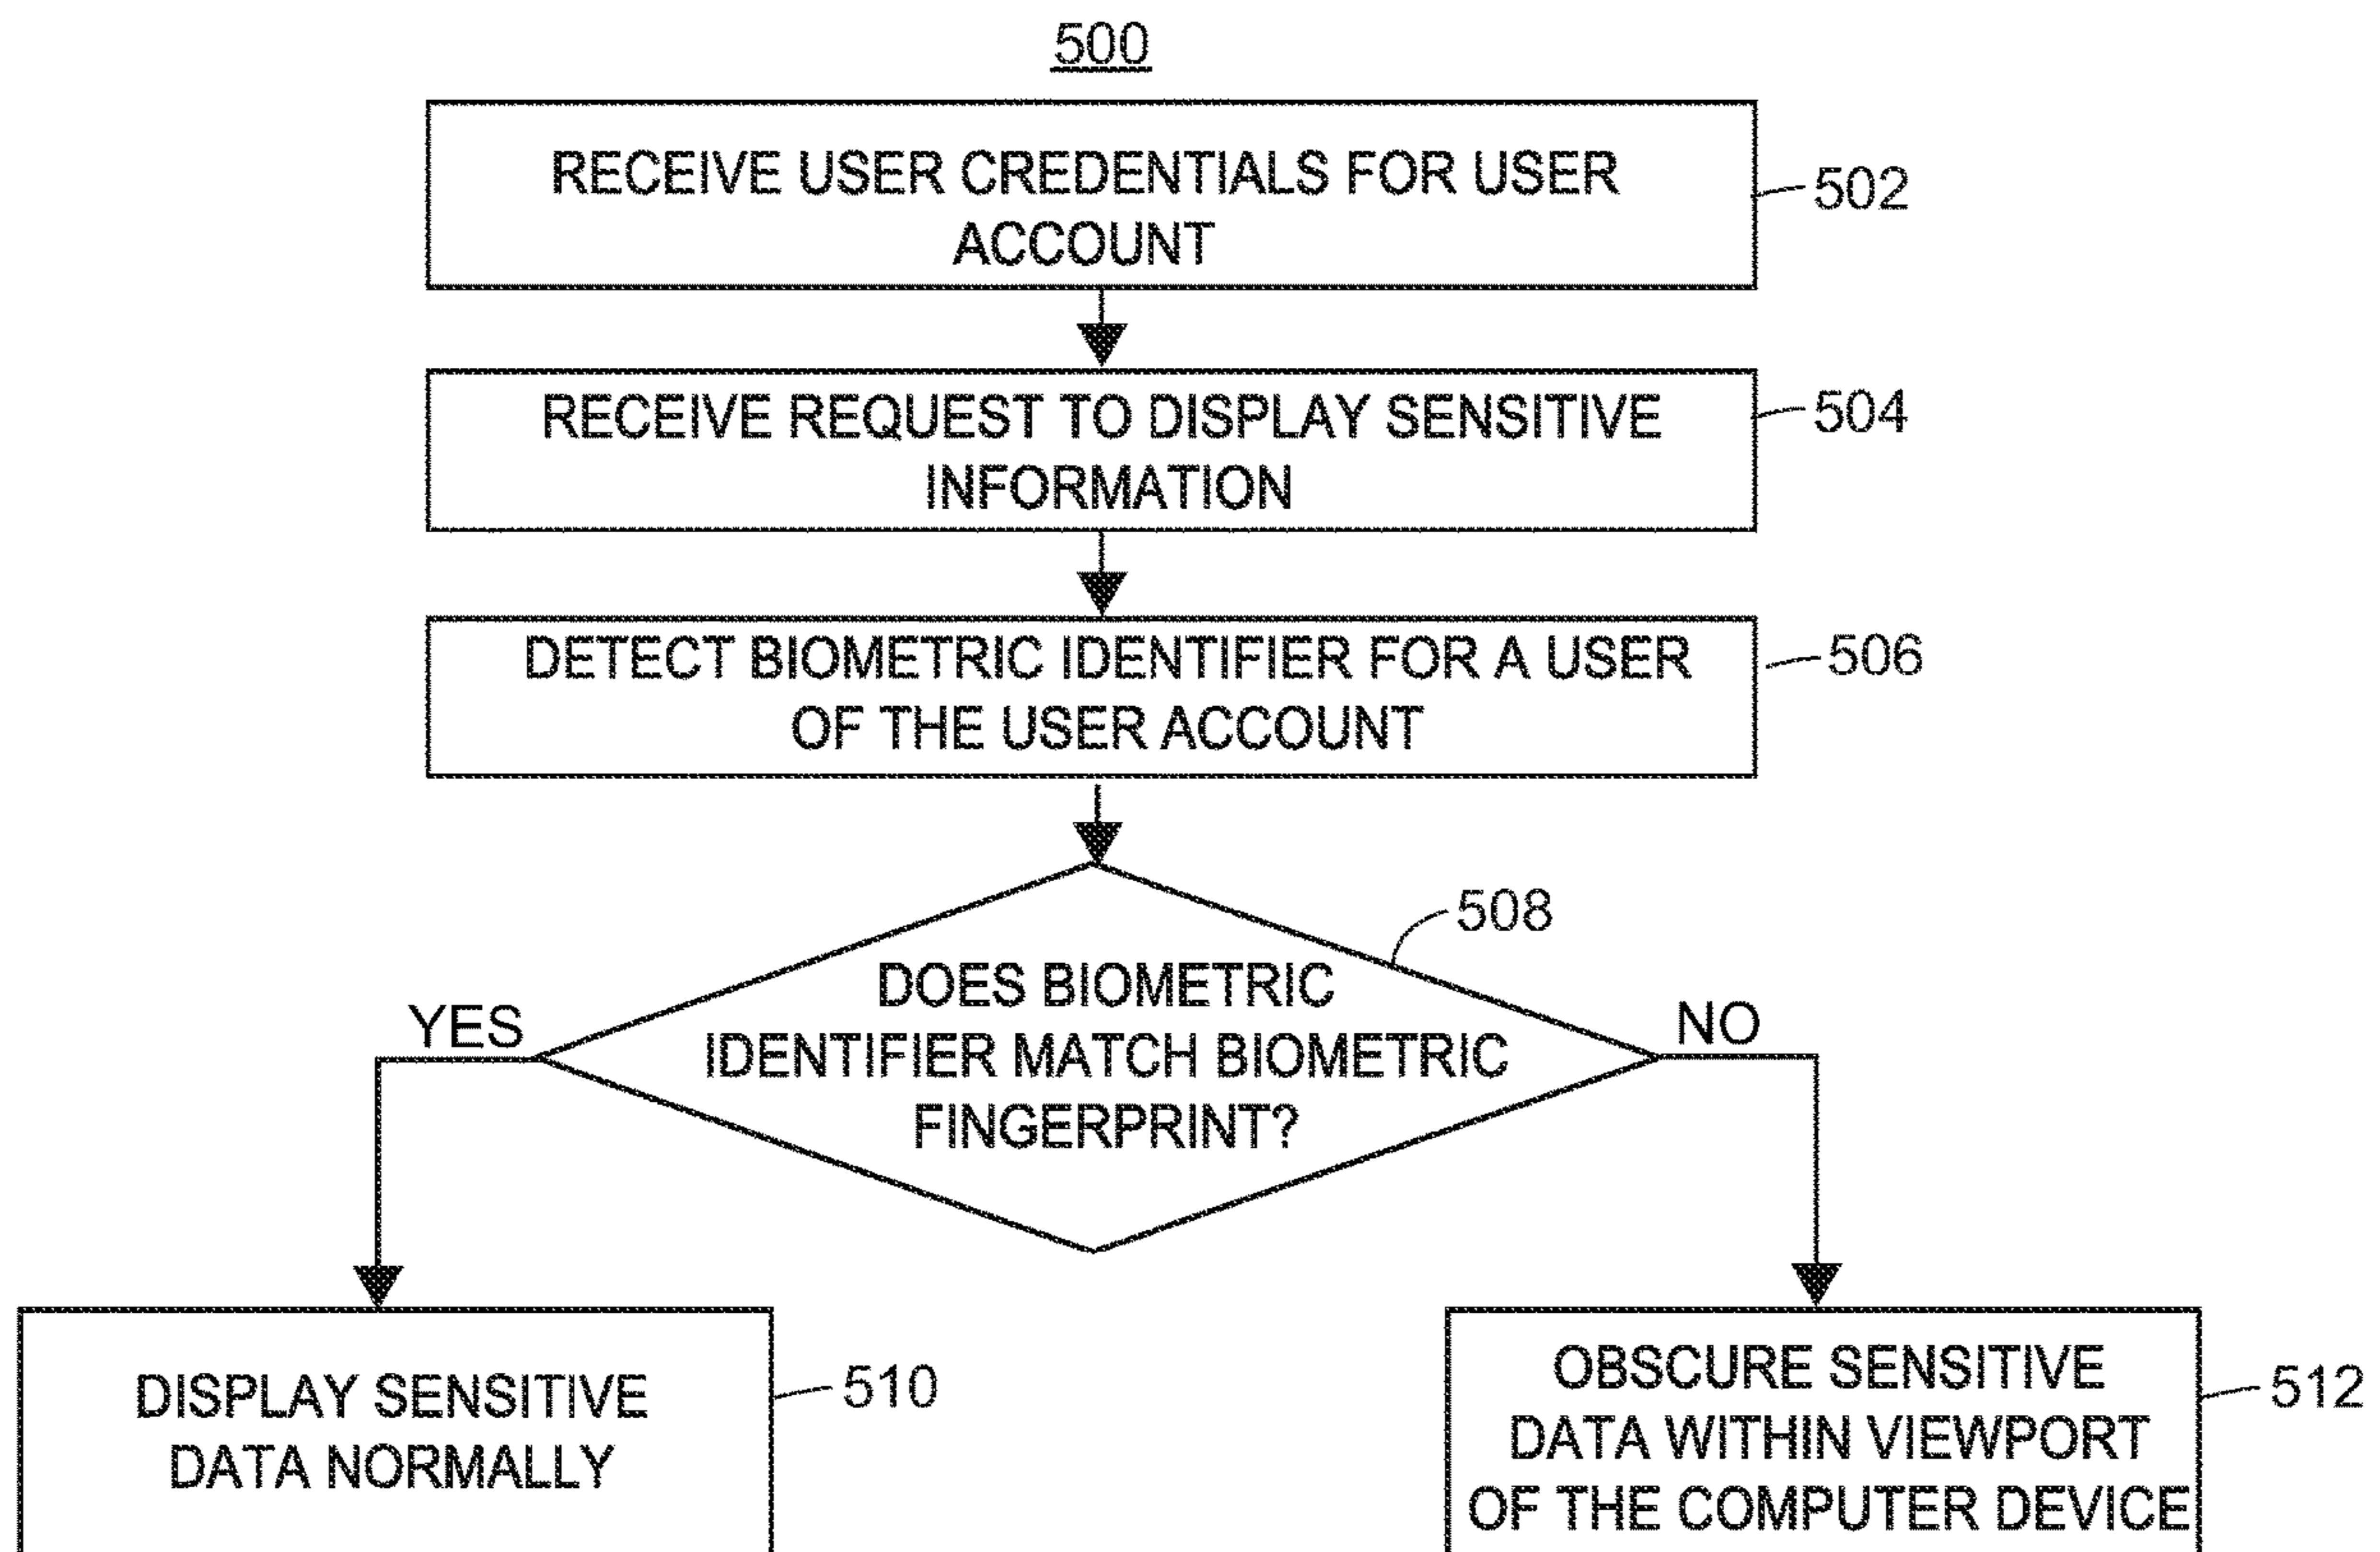 500
RECEIVE USER CREDENTIALS FOR USER
ACCOUNT
502
RECEIVE REQUEST TO DISPLAY SENSITIVE
INFORMATION
504
DETECT BIOMETRIC IDENTIFIER FOR A USER
OF THE USER ACCOUNT
506
508
DOES BIOMETRIC
IDENTIFIER MATCH BIOMETRIC
FINGERPRINT?
YES
NO
DISPLAY SENSITIVE
DATA NORMALLY
510
OBSCURE SENSITIVE
DATA WITHIN VIEWPORT
OF THE COMPUTER DEVICE
512